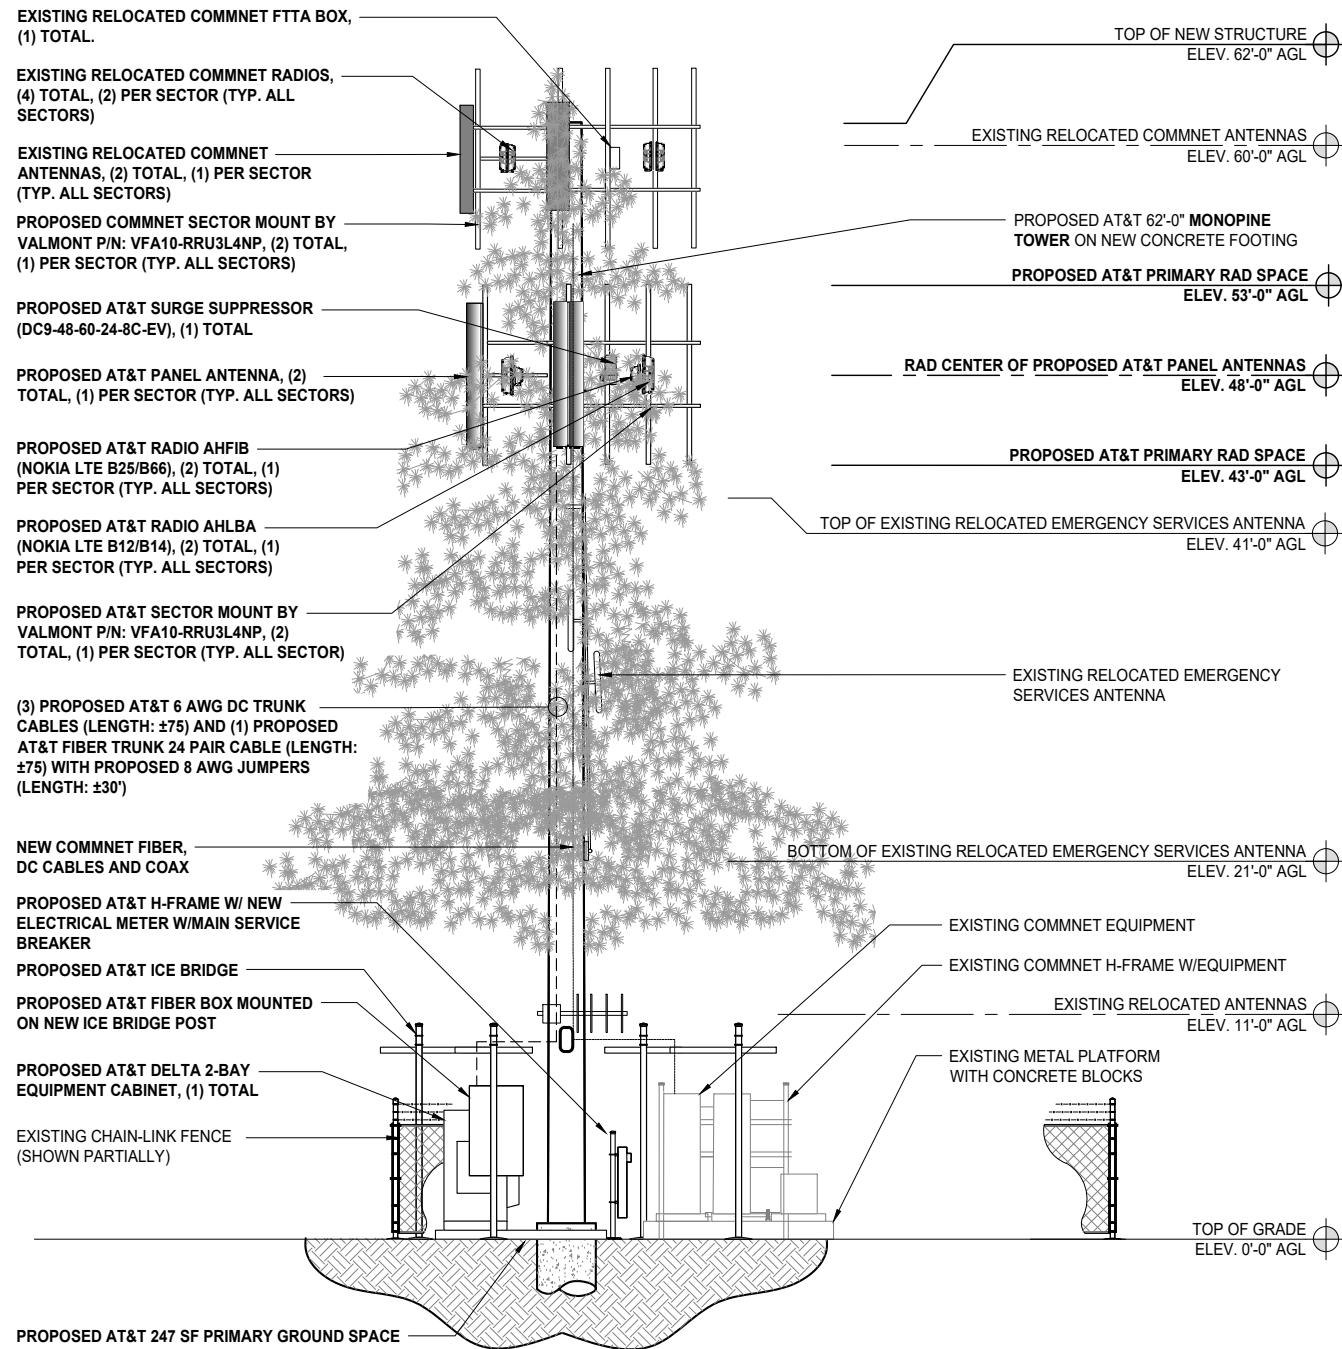 EXISTING RELOCATED COMMNET FTTA BOX,
(1) TOTAL.
EXISTING RELOCATED COMMNET RADIOS,
(4) TOTAL, (2) PER SECTOR (TYP. ALL
SECTORS)
EXISTING RELOCATED COMMNET
ANTENNAS, (2) TOTAL, (1) PER SECTOR
(TYP. ALL SECTORS)
PROPOSED COMMNET SECTOR MOUNT BY
VALMONT P/N: VFA10-RRU3L4NP, (2) TOTAL,
(1) PER SECTOR (TYP. ALL SECTORS)
PROPOSED AT&T SURGE SUPPRESSOR
(DC9-48-60-24-8C-EV), (1) TOTAL
PROPOSED AT&T PANEL ANTENNA, (2)
TOTAL, (1) PER SECTOR (TYP. ALL SECTORS)
PROPOSED AT&T RADIO AHFIB
(NOKIA LTE B25/B66), (2) TOTAL, (1)
PER SECTOR (TYP. ALL SECTORS)
PROPOSED AT&T RADIO AHLBA
(NOKIA LTE B12/B14), (2) TOTAL, (1)
PER SECTOR (TYP. ALL SECTORS)
PROPOSED AT&T SECTOR MOUNT BY
VALMONT P/N: VFA10-RRU3L4NP, (2)
TOTAL, (1) PER SECTOR (TYP. ALL SECTOR)
(3) PROPOSED AT&T 6 AWG DC TRUNK
CABLES (LENGTH: ±75) AND (1) PROPOSED
AT&T FIBER TRUNK 24 PAIR CABLE (LENGTH:
±75) WITH PROPOSED 8 AWG JUMPERS
(LENGTH: ±30')
NEW COMMNET FIBER,
DC CABLES AND COAX
PROPOSED AT&T H-FRAME W/ NEW
ELECTRICAL METER W/MAIN SERVICE
BREAKER
PROPOSED AT&T ICE BRIDGE
PROPOSED AT&T FIBER BOX MOUNTED
ON NEW ICE BRIDGE POST
PROPOSED AT&T DELTA 2-BAY
EQUIPMENT CABINET, (1) TOTAL
EXISTING CHAIN-LINK FENCE
(SHOWN PARTIALLY)
PROPOSED AT&T 247 SF PRIMARY GROUND SPACE
TOP OF NEW STRUCTURE
ELEV. 62'-0" AGL
EXISTING RELOCATED COMMNET ANTENNAS
ELEV. 60'-0" AGL
PROPOSED AT&T 62'-0" MONOPINE
TOWER ON NEW CONCRETE FOOTING
PROPOSED AT&T PRIMARY RAD SPACE
ELEV. 53'-0" AGL
RAD CENTER OF PROPOSED AT&T PANEL ANTENNAS
ELEV. 48'-0" AGL
PROPOSED AT&T PRIMARY RAD SPACE
ELEV. 43'-0" AGL
TOP OF EXISTING RELOCATED EMERGENCY SERVICES ANTENNA
ELEV. 41'-0" AGL
EXISTING RELOCATED EMERGENCY
SERVICES ANTENNA
BOTTOM OF EXISTING RELOCATED EMERGENCY SERVICES ANTENNA
ELEV. 21'-0" AGL
EXISTING COMMNET EQUIPMENT
EXISTING COMMNET H-FRAME W/EQUIPMENT
EXISTING RELOCATED ANTENNAS
ELEV. 11'-0" AGL
EXISTING METAL PLATFORM
WITH CONCRETE BLOCKS
TOP OF GRADE
ELEV. 0'-0" AGL